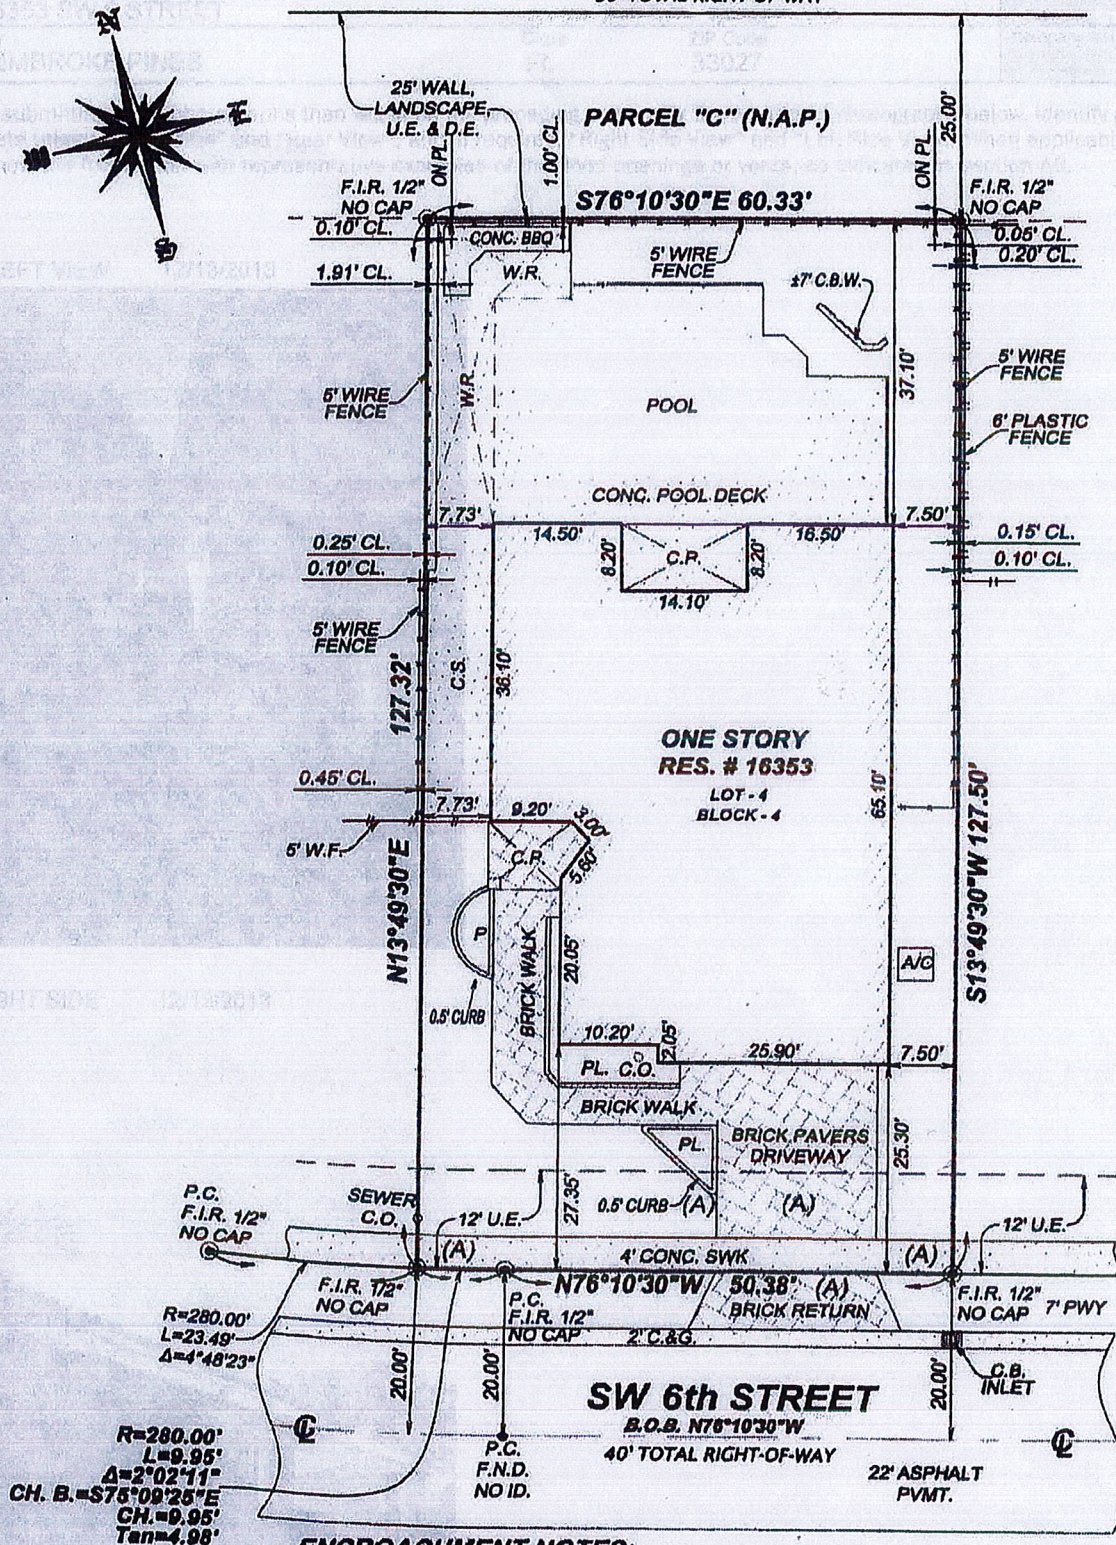 N
E
W
S
25' WALL,
LANDSCAPE
U.E. & D.E.
PARCEL "C" (N.A.P.)
ON PL
1.00' CL.
ON PL
25.00'
F.I.R. 1/2"
NO CAP
S76°10'30"E 60.33'
F.I.R. 1/2"
NO CAP
0.10' CL.
CONC. BBQ
5' WIRE
FENCE
0.05' CL.
0.20' CL.
1.91' CL.
W.R.
±7' C.B.W.
37.10'
5' WIRE
FENCE
W.R.
POOL
5' WIRE
FENCE
6' PLASTIC
FENCE
CONC. POOL DECK
7.73'
14.50'
16.50'
7.50'
0.25' CL.
0.10' CL.
8.20'
C.P.
8.20'
14.10'
0.15' CL.
0.10' CL.
5' WIRE
FENCE
127.32'
C.S.
36.10'
ONE STORY
RES. # 16353
LOT - 4
BLOCK - 4
65.10'
0.45' CL.
7.73'
9.20'
3.00'
5' W.F.
C.P.
5.60'
N13°49'30"E
S13°49'30"W 127.50'
P
BRICK WALK
20.05'
A/C
0.5' CURB
10.20'
2.05'
25.90'
7.50'
PL. C.O.
BRICK WALK
PL.
BRICK PAVERS
DRIVEWAY
25.30'
27.35'
P.C.
F.I.R. 1/2"
NO CAP
SEWER
C.O.
12' U.E.
0.5' CURB
(A)
(A)
12' U.E.
(A)
4' CONC. SWK
(A)
N76°10'30"W 50.38'
(A)
F.I.R. 1/2"
NO CAP
P.C.
F.I.R. 1/2"
NO CAP
BRICK RETURN
F.I.R. 1/2"
NO CAP
7' PWY
R=280.00'
L=23.49'
Δ=4°48'23"
2' C.&G.
20.00'
20.00'
20.00'
C.B.
INLET
SW 6th STREET
B.O.B. N76°10'30"W
40' TOTAL RIGHT-OF-WAY
22' ASPHALT
PVMT.
P.C.
F.N.D.
NO ID.
R=280.00'
L=9.95'
Δ=2°02'11"
CH. B.=S75°09'25"E
CH.=9.95'
Tan=4.98'
ENCROACHMENT NOTES: